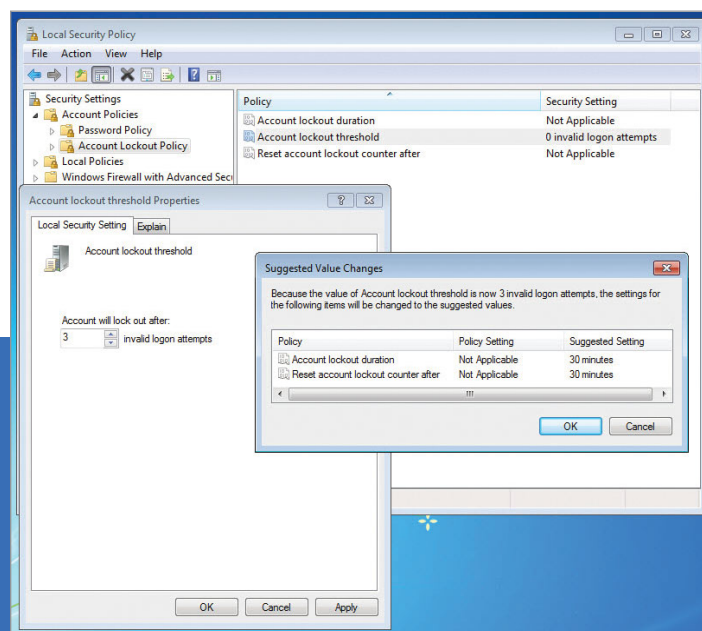 Local Security Policy
File Action View Help
Security Settings
Account Policies
Password Policy
Account Lockout Policy
Local Policies
Windows Firewall with Advanced Secu
Policy Security Setting
Account lockout duration Not Applicable
Account lockout threshold 0 invalid logon attempts
Reset account lockout counter after Not Applicable
Account lockout threshold Properties
Local Security Setting Explain
Account lockout threshold
Account will lock out after:
3 invalid logon attempts
OK Cancel Apply
Suggested Value Changes
Because the value of Account lockout threshold is now 3 invalid logon attempts, the settings for
the following items will be changed to the suggested values.
Policy Policy Setting Suggested Setting
Account lockout duration Not Applicable 30 minutes
Reset account lockout counter after Not Applicable 30 minutes
OK Cancel